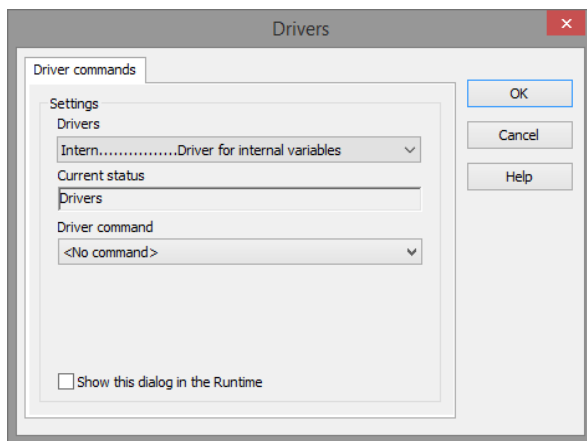 Drivers
Driver commands
OK
Settings
Drivers
Cancel
Intern................Driver for internal variables
Current status
Help
Drivers
Driver command
<No command>
Show this dialog in the Runtime